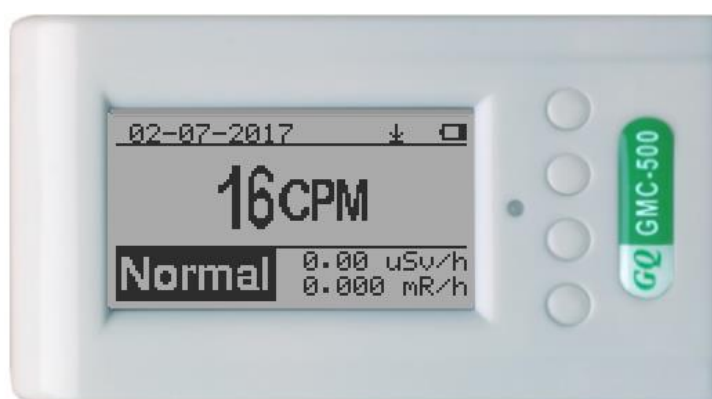 02-07-2017
16CPM
Normal
0.00 uSv/h
0.000 mR/h
GQ GMC-500